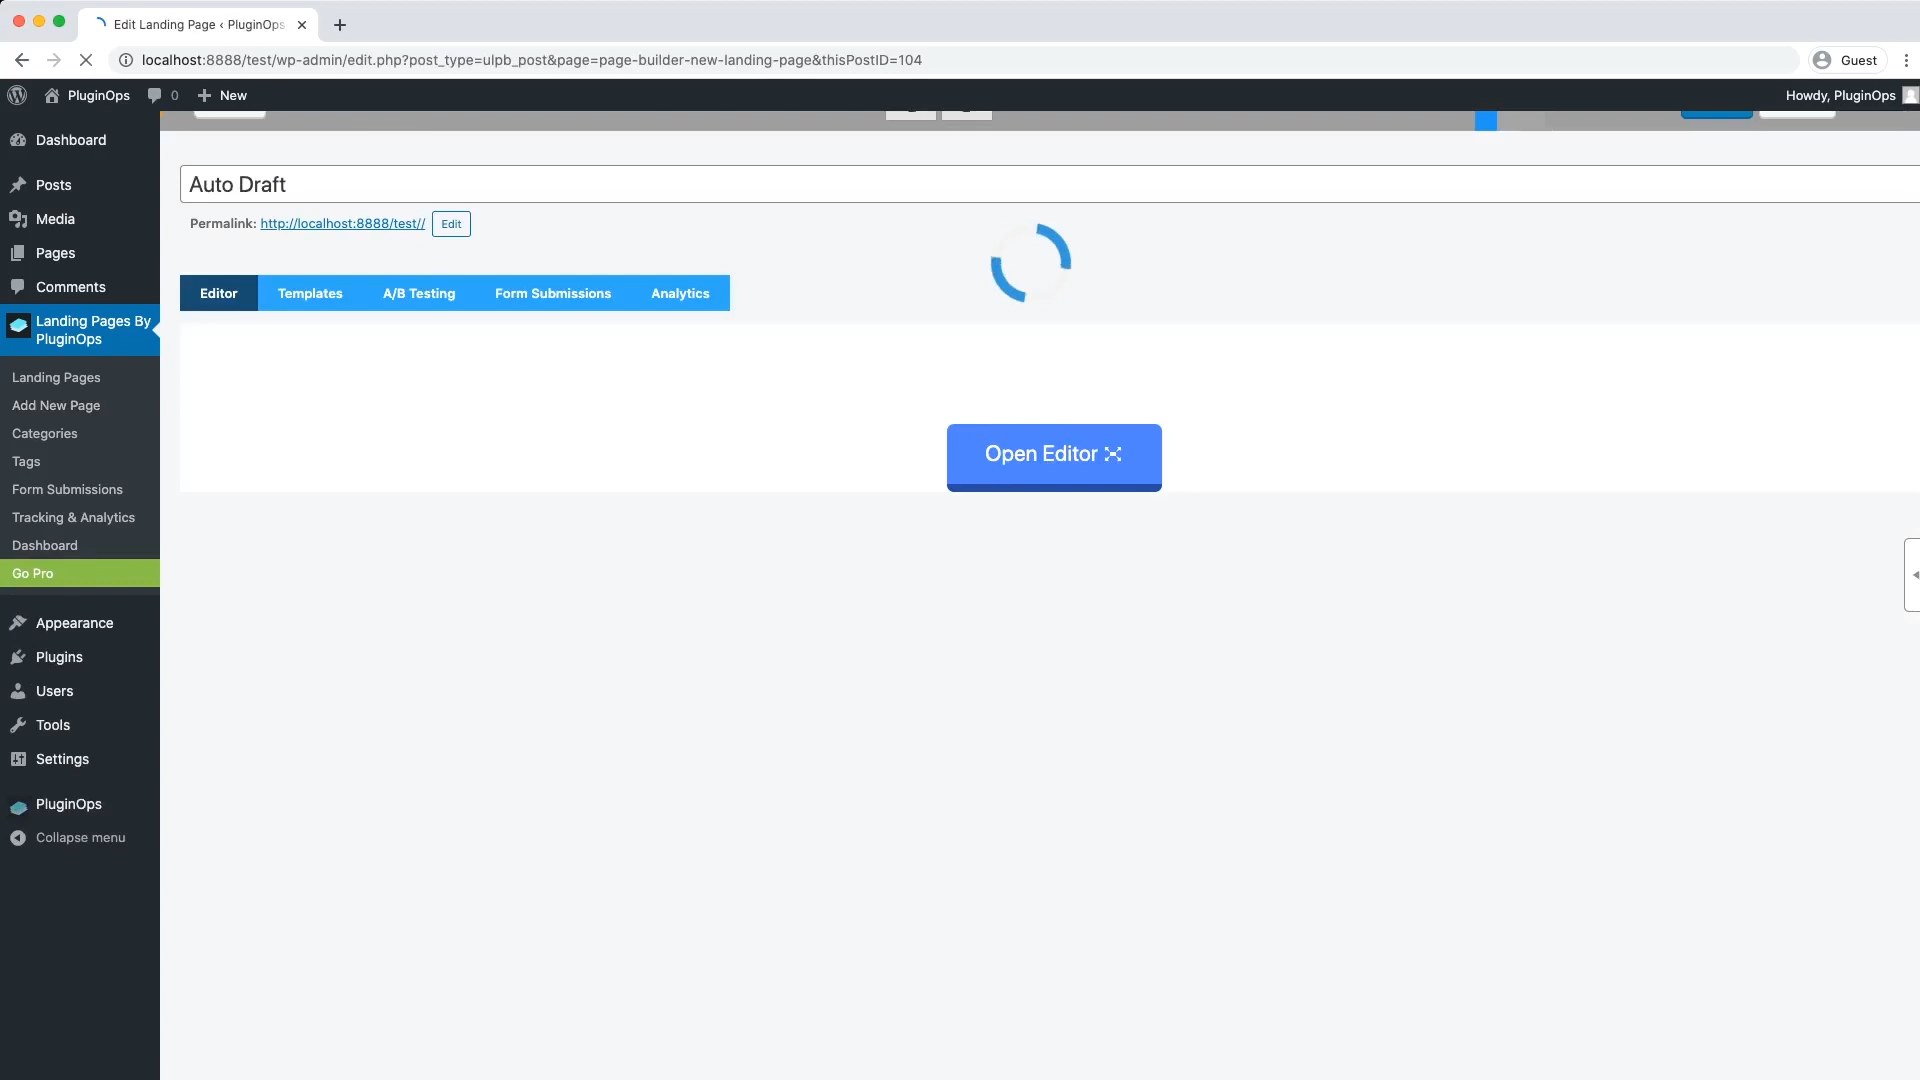 Edit Landing Page ‹ PluginOps
localhost:8888/test/wp-admin/edit.php?post_type=ulpb_post&page=page-builder-new-landing-page&thisPostID=104
Guest
PluginOps
0
New
Howdy, PluginOps
Dashboard
Posts
Media
Pages
Comments
Landing Pages By
PluginOps
Landing Pages
Add New Page
Categories
Tags
Form Submissions
Tracking & Analytics
Dashboard
Go Pro
Appearance
Plugins
Users
Tools
Settings
PluginOps
Collapse menu
Auto Draft
Permalink: http://localhost:8888/test// Edit
Editor
Templates
A/B Testing
Form Submissions
Analytics
Open Editor